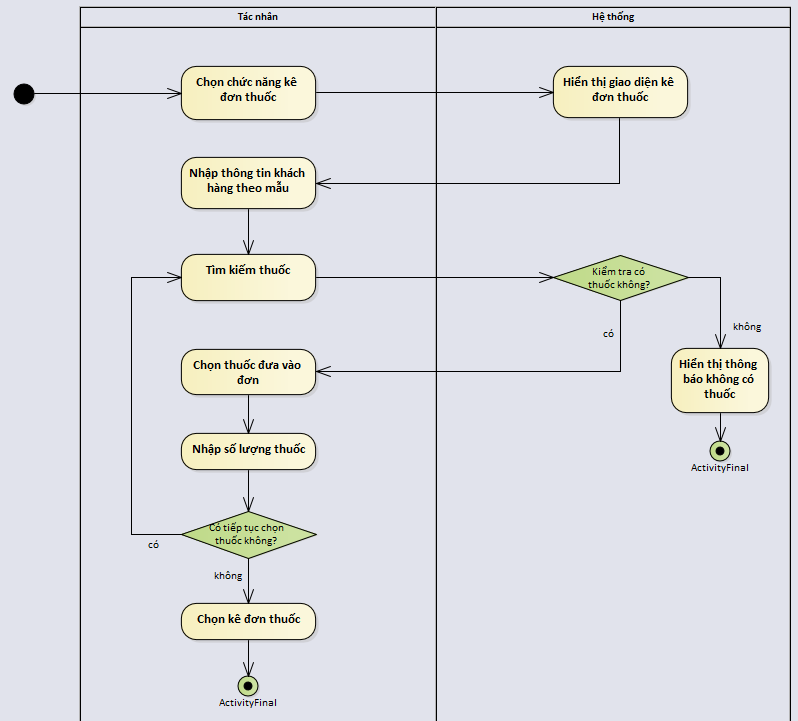 Tác nhân
Hệ thống
Chọn chức năng kê
đơn thuốc
Hiển thị giao diện kê
đơn thuốc
Nhập thông tin khách
hàng theo mẫu
Tìm kiếm thuốc
Kiểm tra có
thuốc không?
không
có
Hiển thị thông
báo không có
thuốc
Chọn thuốc đưa vào
đơn
Nhập số lượng thuốc
ActivityFinal
Có tiếp tục chọn
thuốc không?
có
không
Chọn kê đơn thuốc
ActivityFinal